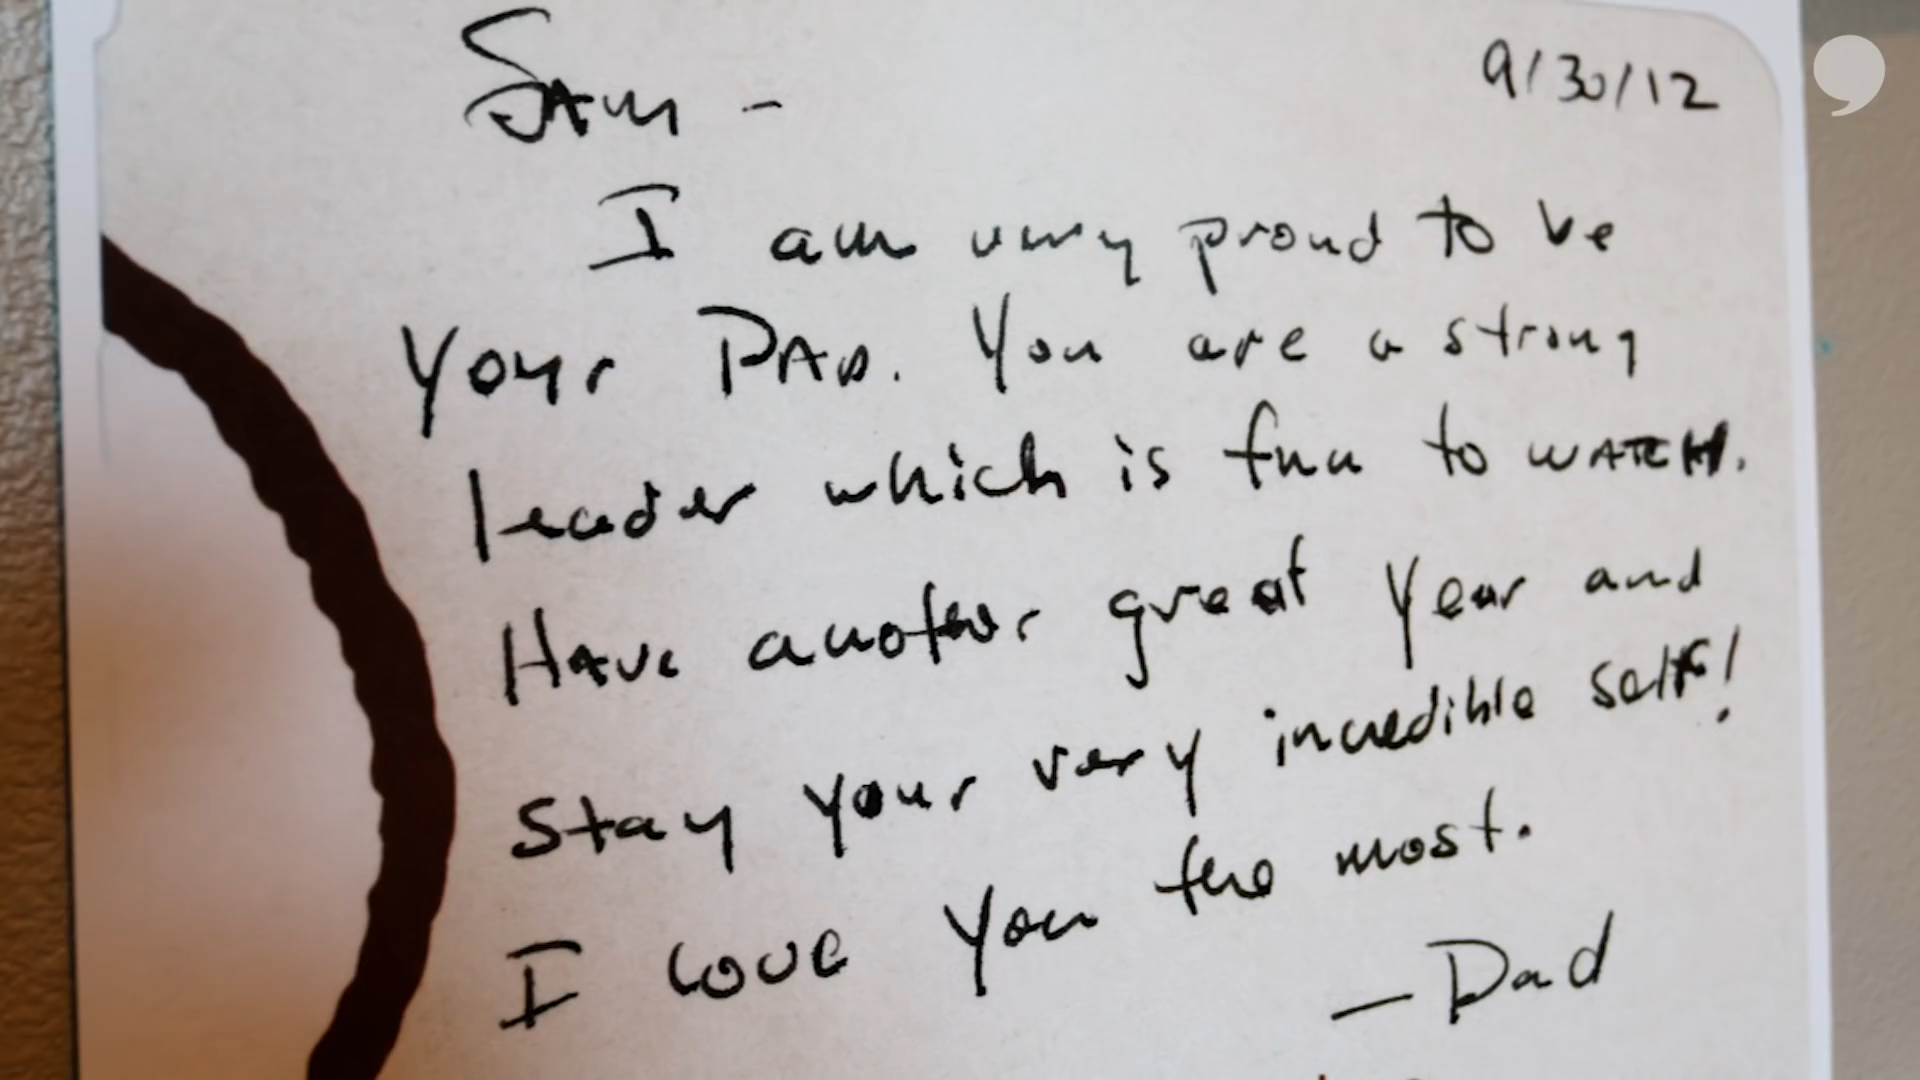 9/30/12
Sam -
I am very proud to be
your DAD. You are a strong
leader which is fun to WATCH.
Have another great year and
stay your very incredible self!
I love you the most.
- Dad